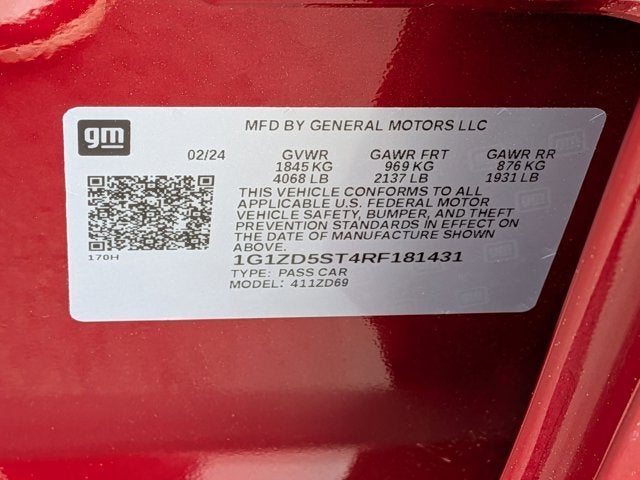 gm
MFD BY GENERAL MOTORS LLC
02/24 GVWR GAWR FRT GAWR RR
1845 KG 969 KG 876 KG
4068 LB 2137 LB 1931 LB
THIS VEHICLE CONFORMS TO ALL
APPLICABLE U.S. FEDERAL MOTOR
VEHICLE SAFETY, BUMPER, AND THEFT
PREVENTION STANDARDS IN EFFECT ON
THE DATE OF MANUFACTURE SHOWN
ABOVE.
170H
1G1ZD5ST4RF181431
TYPE: PASS CAR
MODEL: 411ZD69